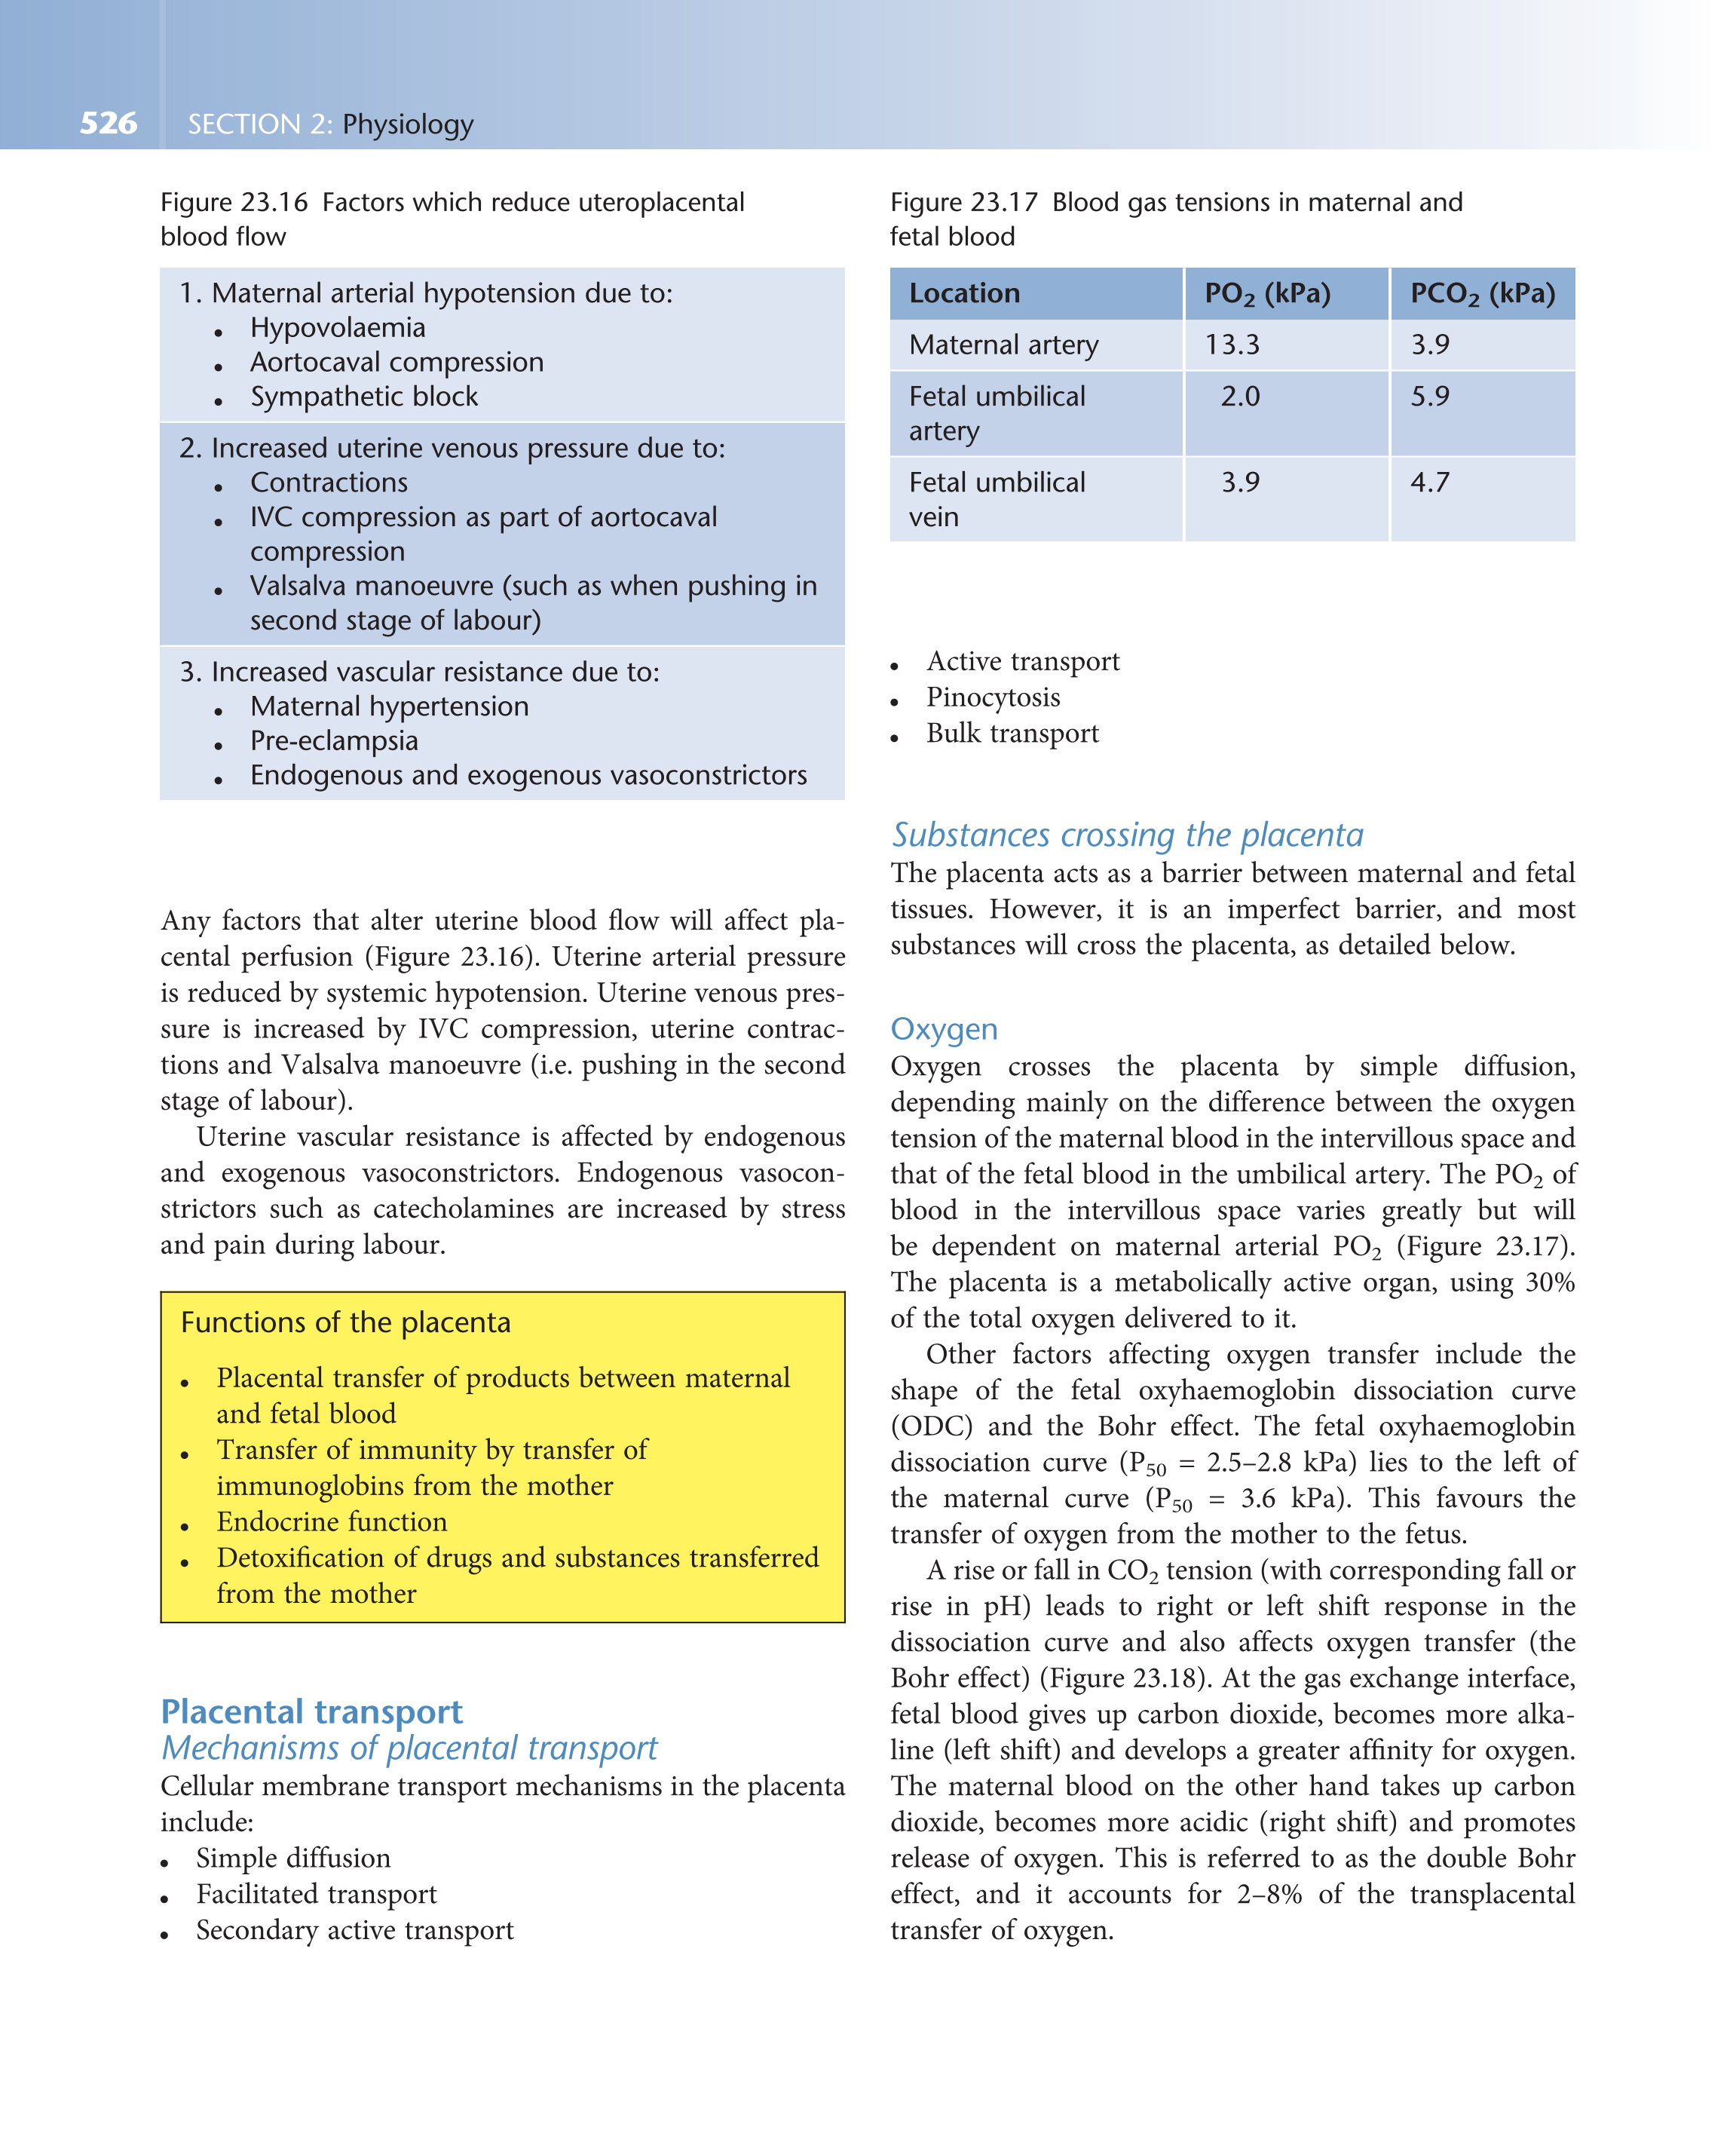 526 SECTION 2: Physiology
Figure 23.16 Factors which reduce uteroplacental
blood flow
1. Maternal arterial hypotension due to:
• Hypovolaemia
• Aortocaval compression
• Sympathetic block
2. Increased uterine venous pressure due to:
• Contractions
• IVC compression as part of aortocaval
compression
• Valsalva manoeuvre (such as when pushing in
second stage of labour)
3. Increased vascular resistance due to:
• Maternal hypertension
• Pre-eclampsia
• Endogenous and exogenous vasoconstrictors
Any factors that alter uterine blood flow will affect pla-
cental perfusion (Figure 23.16). Uterine arterial pressure
is reduced by systemic hypotension. Uterine venous pres-
sure is increased by IVC compression, uterine contrac-
tions and Valsalva manoeuvre (i.e. pushing in the second
stage of labour).
Uterine vascular resistance is affected by endogenous
and exogenous vasoconstrictors. Endogenous vasocon-
strictors such as catecholamines are increased by stress
and pain during labour.
Functions of the placenta
• Placental transfer of products between maternal
and fetal blood
• Transfer of immunity by transfer of
immunoglobins from the mother
• Endocrine function
• Detoxification of drugs and substances transferred
from the mother
Placental transport
Mechanisms of placental transport
Cellular membrane transport mechanisms in the placenta
include:
• Simple diffusion
• Facilitated transport
• Secondary active transport
Figure 23.17 Blood gas tensions in maternal and
fetal blood
Location PO₂ (kPa) PCO₂ (kPa)
Maternal artery 13.3 3.9
Fetal umbilical 2.0 5.9
artery
Fetal umbilical 3.9 4.7
vein
• Active transport
• Pinocytosis
• Bulk transport
Substances crossing the placenta
The placenta acts as a barrier between maternal and fetal
tissues. However, it is an imperfect barrier, and most
substances will cross the placenta, as detailed below.
Oxygen
Oxygen crosses the placenta by simple diffusion,
depending mainly on the difference between the oxygen
tension of the maternal blood in the intervillous space and
that of the fetal blood in the umbilical artery. The PO₂ of
blood in the intervillous space varies greatly but will
be dependent on maternal arterial PO₂ (Figure 23.17).
The placenta is a metabolically active organ, using 30%
of the total oxygen delivered to it.
Other factors affecting oxygen transfer include the
shape of the fetal oxyhaemoglobin dissociation curve
(ODC) and the Bohr effect. The fetal oxyhaemoglobin
dissociation curve (P₅₀ = 2.5–2.8 kPa) lies to the left of
the maternal curve (P₅₀ = 3.6 kPa). This favours the
transfer of oxygen from the mother to the fetus.
A rise or fall in CO₂ tension (with corresponding fall or
rise in pH) leads to right or left shift response in the
dissociation curve and also affects oxygen transfer (the
Bohr effect) (Figure 23.18). At the gas exchange interface,
fetal blood gives up carbon dioxide, becomes more alka-
line (left shift) and develops a greater affinity for oxygen.
The maternal blood on the other hand takes up carbon
dioxide, becomes more acidic (right shift) and promotes
release of oxygen. This is referred to as the double Bohr
effect, and it accounts for 2–8% of the transplacental
transfer of oxygen.